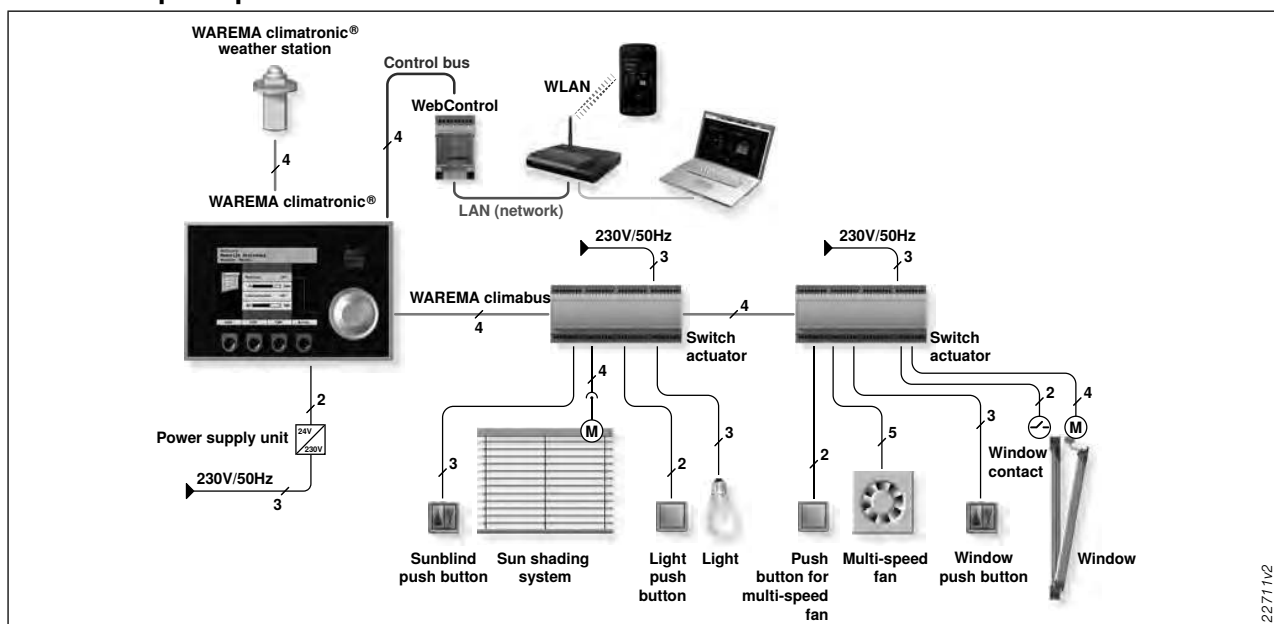 WAREMA climatronic®
weather station
Control bus
WebControl
WLAN
4
4
WAREMA climatronic®
LAN (network)
230V/50Hz
3
230V/50Hz
3
WAREMA climabus
4
4
Switch
actuator
Switch
actuator
2
Power supply unit
24V
230V
230V/50Hz
3
3
4
M
2
3
2
5
3
2
4
M
Window
contact
Sunblind
push button
Sun shading
system
Light
push
button
Light
Push
button for
multi-speed
fan
Multi-speed
fan
Window
push button
Window
22711v2